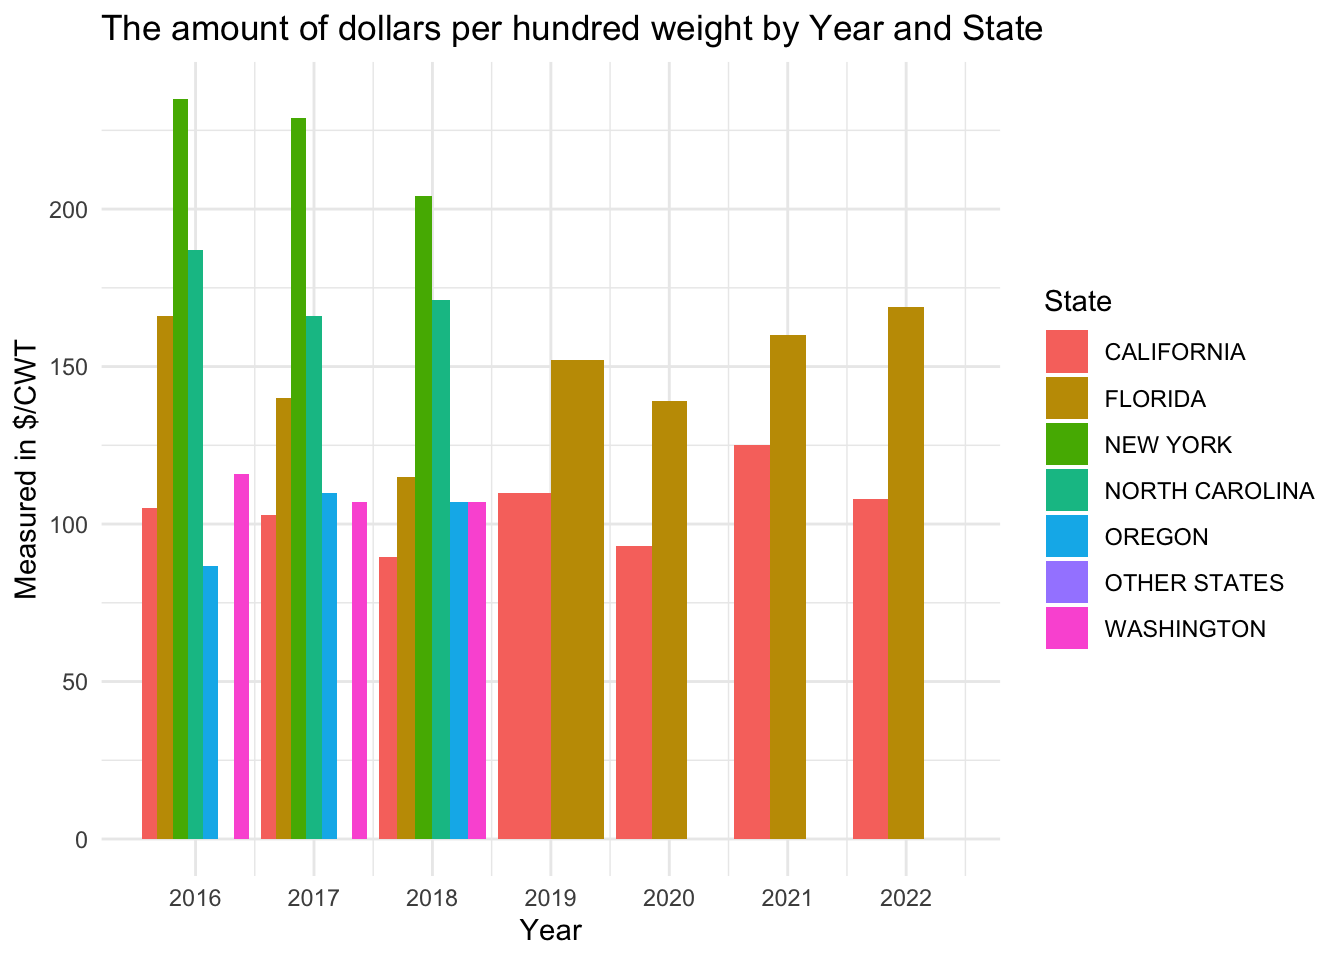 The amount of dollars per hundred weight by Year and State
Measured in $/CWT
200
150
100
50
0
2016 2017 2018 2019 2020 2021 2022
Year
State
CALIFORNIA
FLORIDA
NEW YORK
NORTH CAROLINA
OREGON
OTHER STATES
WASHINGTON